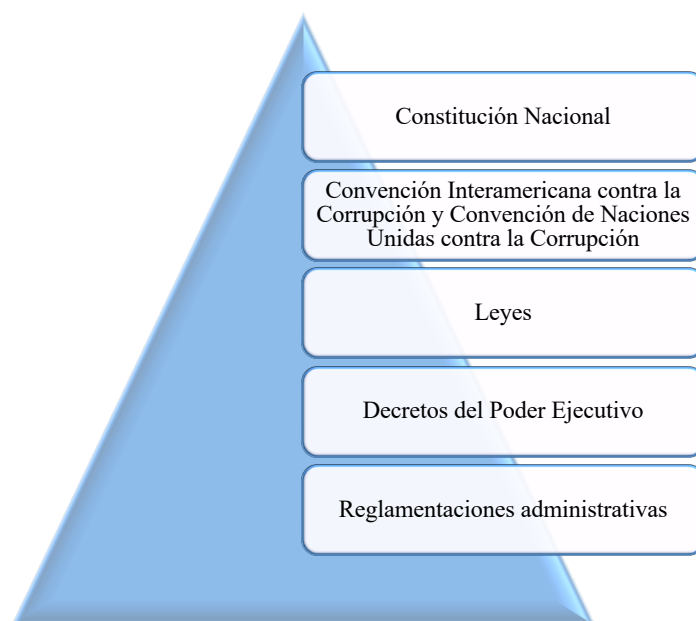 Constitución Nacional
Convención Interamericana contra la
Corrupción y Convención de Naciones
Unidas contra la Corrupción
Leyes
Decretos del Poder Ejecutivo
Reglamentaciones administrativas